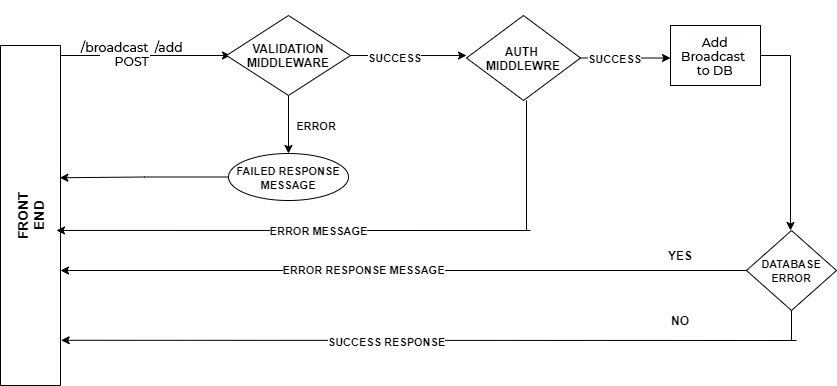 /broadcast /add
POST
VALIDATION
MIDDLEWARE
SUCCESS
AUTH
MIDDLEWRE
SUCCESS
Add
Broadcast
to DB
ERROR
FAILED RESPONSE
MESSAGE
FRONT
END
ERROR MESSAGE
YES
DATABASE
ERROR
ERROR RESPONSE MESSAGE
NO
SUCCESS RESPONSE